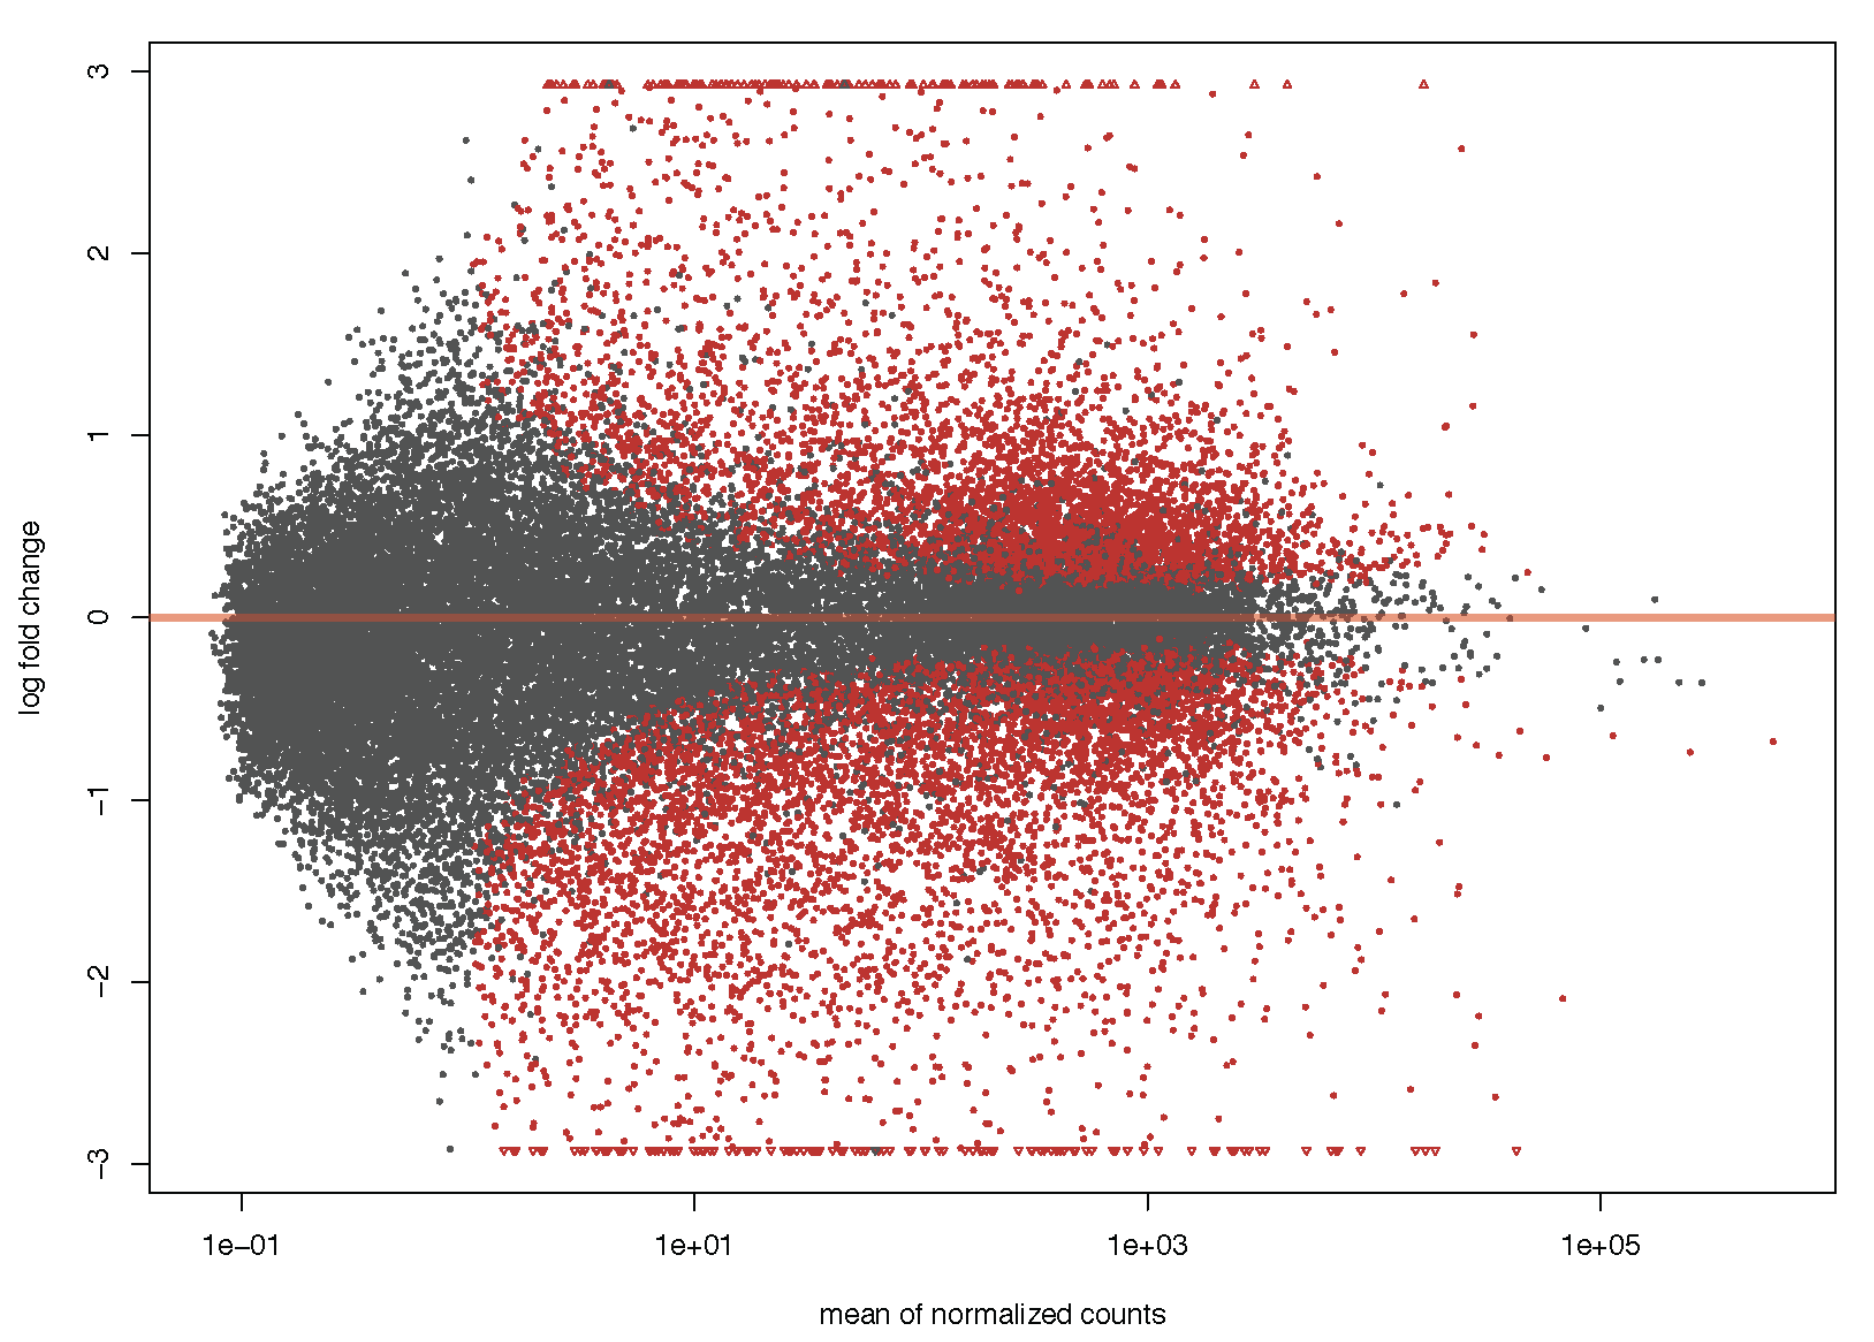 3
2
1
0
−1
−2
−3
log fold change
1e−01
1e+01
1e+03
1e+05
mean of normalized counts